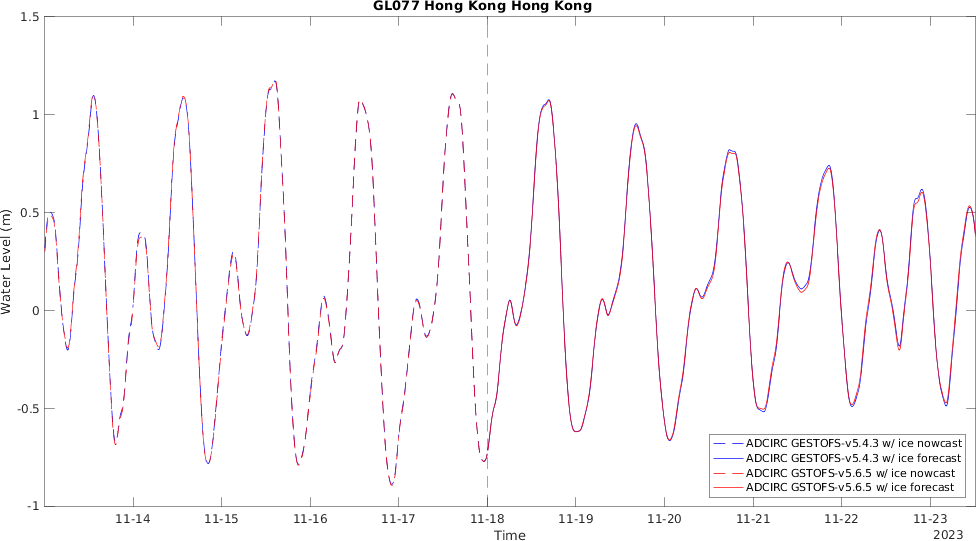 GL077 Hong Kong Hong Kong
1.5
1
0.5
0
-0.5
-1
Water Level (m)
11-14 11-15 11-16 11-17 11-18 11-19 11-20 11-21 11-22 11-23
Time
2023
ADCIRC GESTOFS-v5.4.3 w/ ice nowcast
ADCIRC GESTOFS-v5.4.3 w/ ice forecast
ADCIRC GSTOFS-v5.6.5 w/ ice nowcast
ADCIRC GSTOFS-v5.6.5 w/ ice forecast